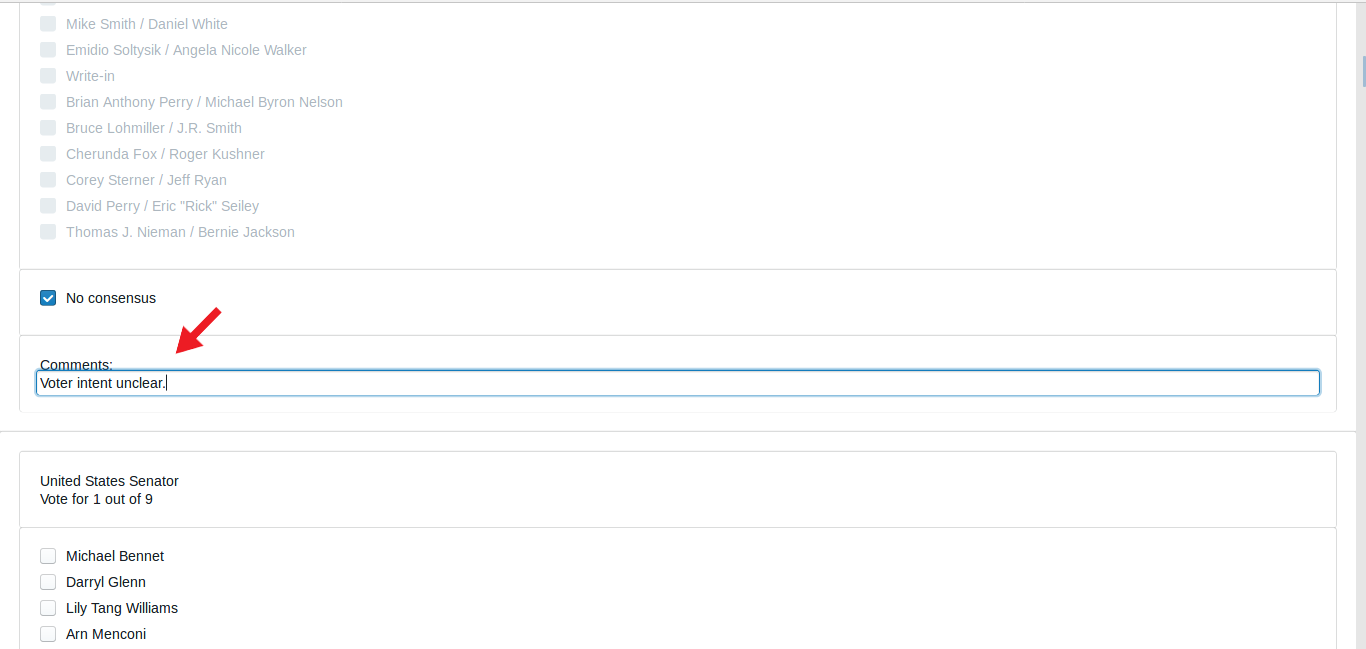 Mike Smith / Daniel White
Emidio Soltysik / Angela Nicole Walker
Write-in
Brian Anthony Perry / Michael Byron Nelson
Bruce Lohmiller / J.R. Smith
Cherunda Fox / Roger Kushner
Corey Sterner / Jeff Ryan
David Perry / Eric "Rick" Seiley
Thomas J. Nieman / Bernie Jackson
No consensus
Comments:
Voter intent unclear.
United States Senator
Vote for 1 out of 9
Michael Bennet
Darryl Glenn
Lily Tang Williams
Arn Menconi